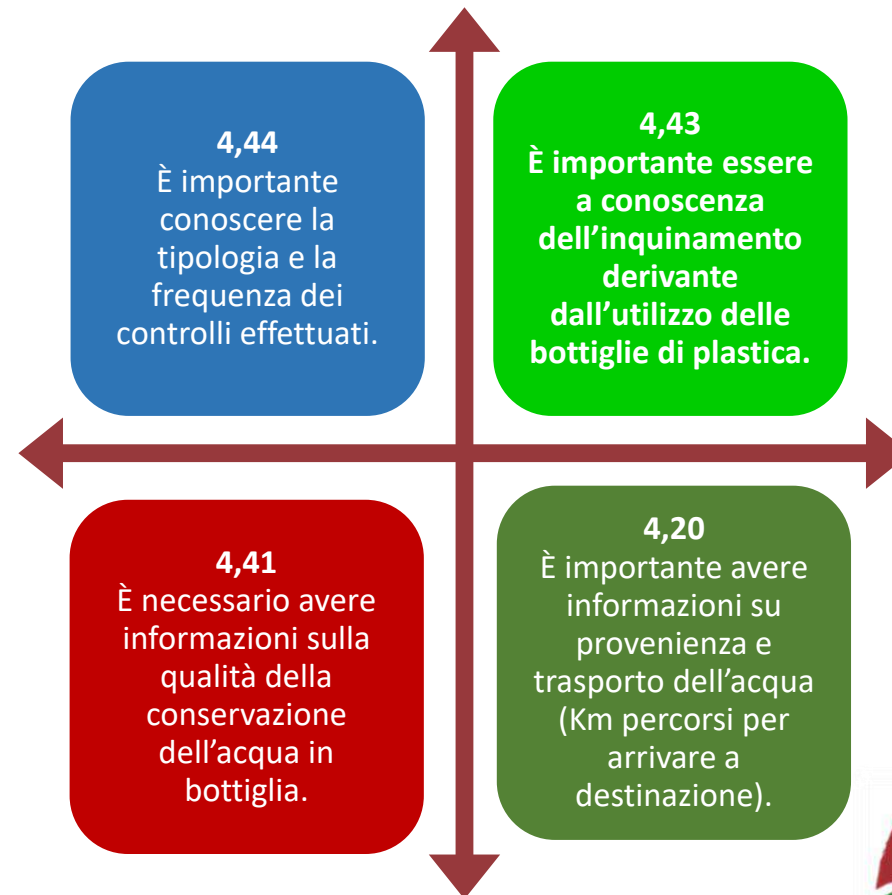 4,44
È importante
conoscere la
tipologia e la
frequenza dei
controlli effettuati.
4,43
È importante essere
a conoscenza
dell’inquinamento
derivante
dall’utilizzo delle
bottiglie di plastica.
4,41
È necessario avere
informazioni sulla
qualità della
conservazione
dell’acqua in
bottiglia.
4,20
È importante avere
informazioni su
provenienza e
trasporto dell’acqua
(Km percorsi per
arrivare a
destinazione).